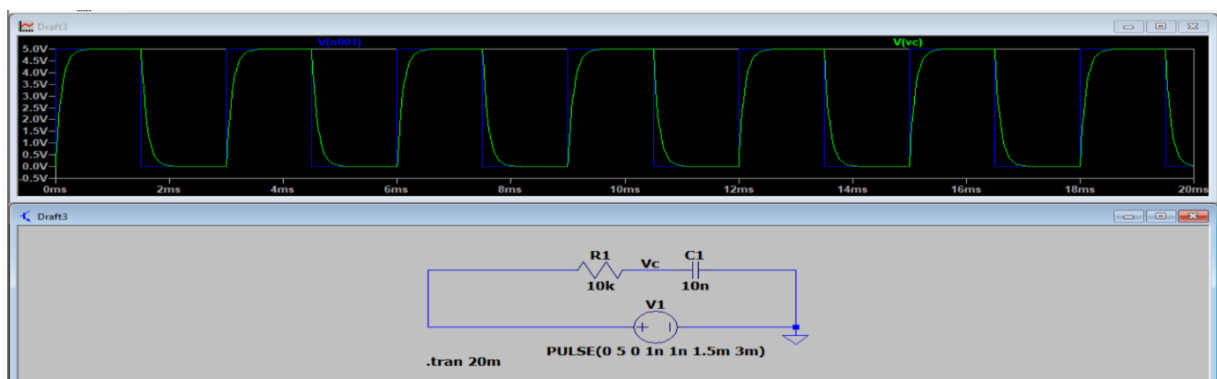 Draft3
V(n001) V(vc)
5.0V
4.5V
4.0V
3.5V
3.0V
2.5V
2.0V
1.5V
1.0V
0.5V
0.0V
-0.5V
0ms 2ms 4ms 6ms 8ms 10ms 12ms 14ms 16ms 18ms 20ms
Draft3
R1 Vc C1
10k 10n
V1
PULSE(0 5 0 1n 1n 1.5m 3m)
.tran 20m